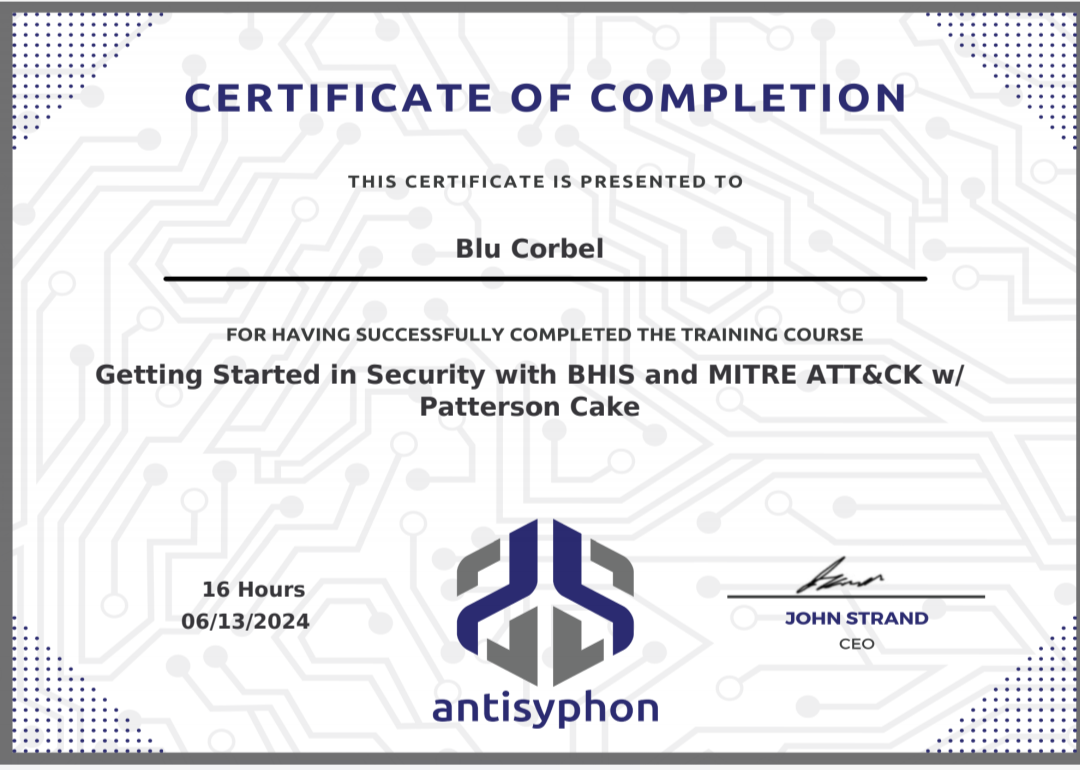 CERTIFICATE OF COMPLETION
THIS CERTIFICATE IS PRESENTED TO
Blu Corbel
FOR HAVING SUCCESSFULLY COMPLETED THE TRAINING COURSE
Getting Started in Security with BHIS and MITRE ATT&CK w/
Patterson Cake
16 Hours
06/13/2024
JOHN STRAND
CEO
antisyphon